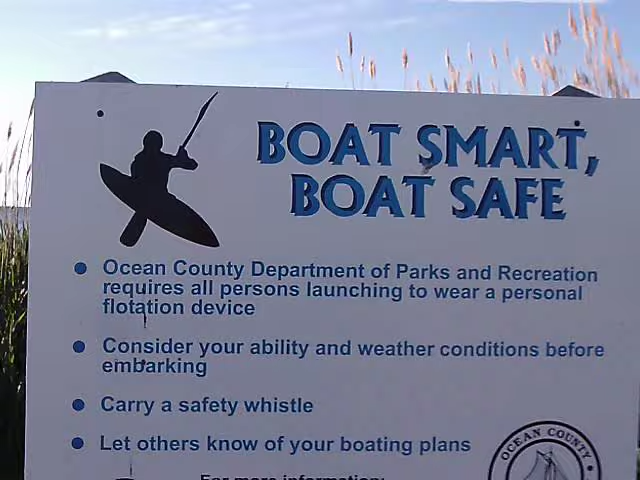 BOAT SMART,
BOAT SAFE
Ocean County Department of Parks and Recreation
requires all persons launching to wear a personal
flotation device
Consider your ability and weather conditions before
embarking
Carry a safety whistle
Let others know of your boating plans
OCEAN COUNTY
For more information: